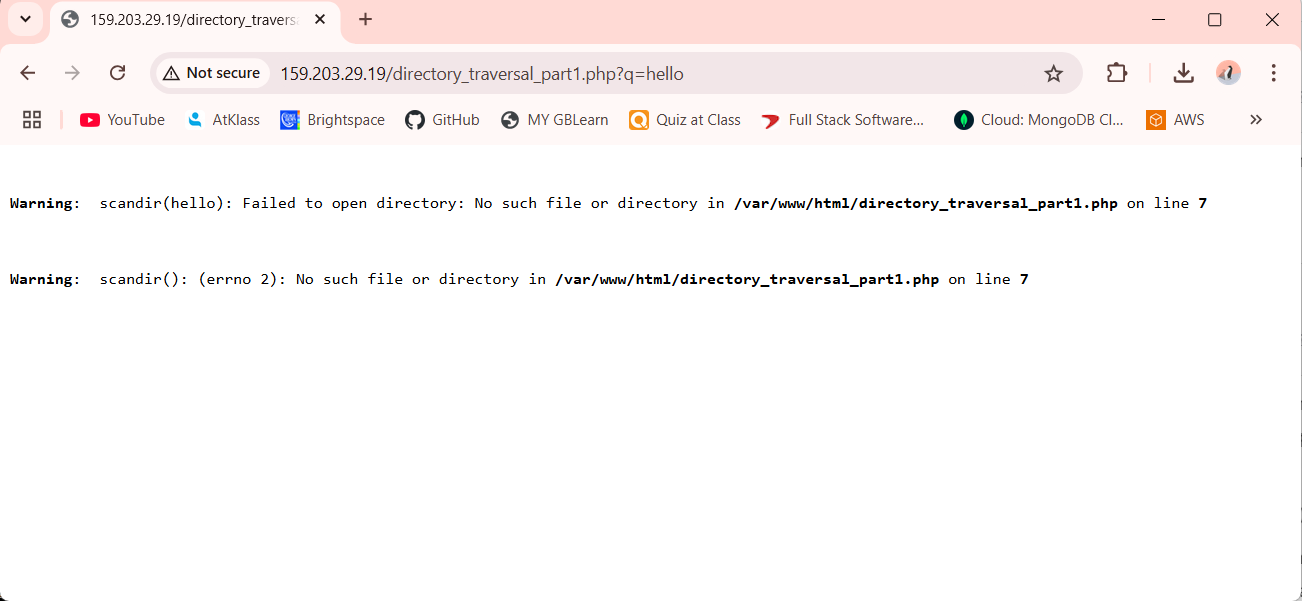 159.203.29.19/directory_travers
Not secure 159.203.29.19/directory_traversal_part1.php?q=hello
YouTube AtKlass Brightspace GitHub MY GBLearn Quiz at Class Full Stack Software... Cloud: MongoDB Cl... AWS
Warning: scandir(hello): Failed to open directory: No such file or directory in /var/www/html/directory_traversal_part1.php on line 7
Warning: scandir(): (errno 2): No such file or directory in /var/www/html/directory_traversal_part1.php on line 7